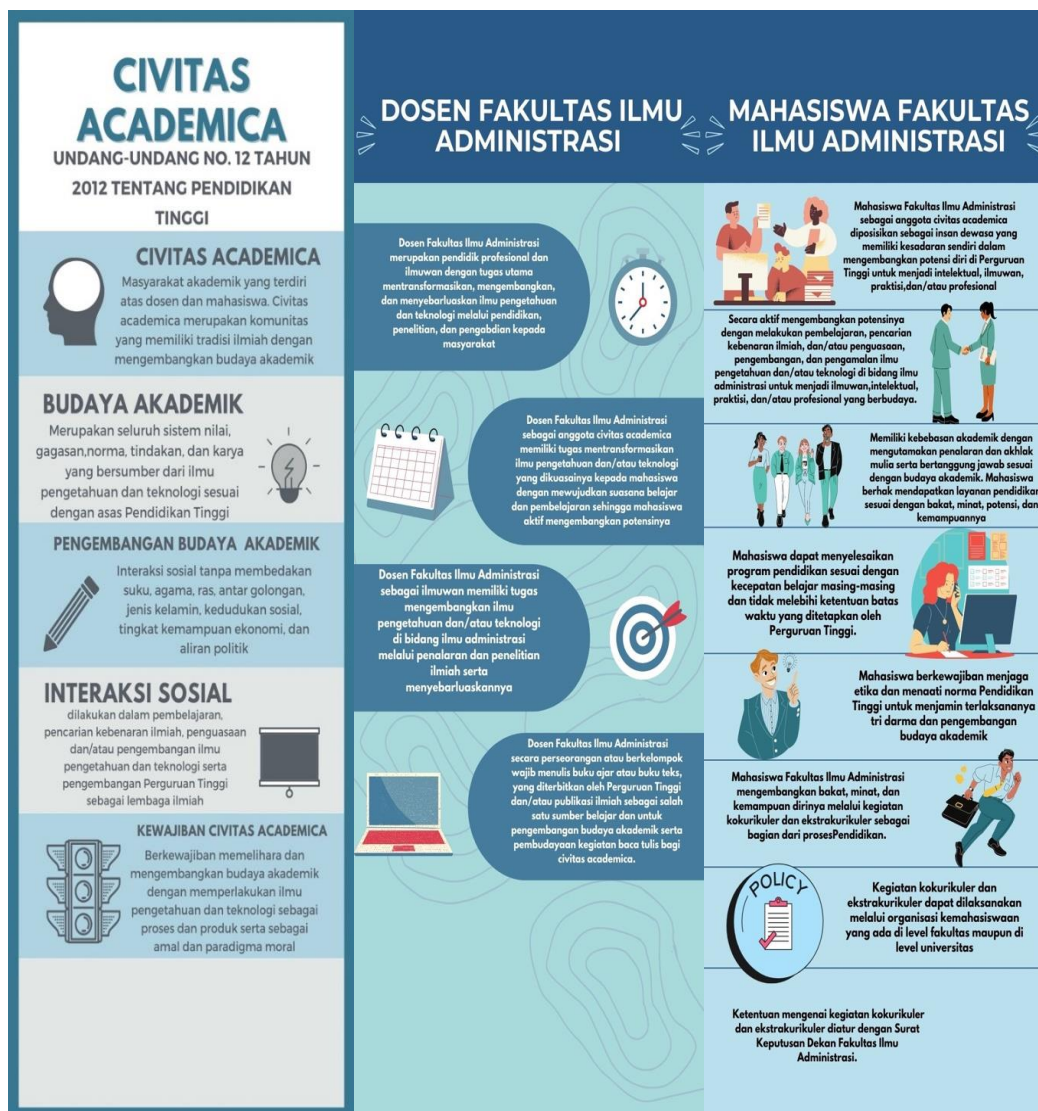 CIVITAS
ACADEMICA
UNDANG-UNDANG NO. 12 TAHUN
2012 TENTANG PENDIDIKAN
TINGGI
CIVITAS ACADEMICA
Masyarakat akademik yang terdiri
atas dosen dan mahasiswa. Civitas
academica merupakan komunitas
yang memiliki tradisi ilmiah dengan
mengembangkan budaya akademik
BUDAYA AKADEMIK
Merupakan seluruh sistem nilai,
gagasan,norma, tindakan, dan karya
yang bersumber dari ilmu
pengetahuan dan teknologi sesuai
dengan asas Pendidikan Tinggi
PENGEMBANGAN BUDAYA AKADEMIK
Interaksi sosial tanpa membedakan
suku, agama, ras, antar golongan,
jenis kelamin, kedudukan sosial,
tingkat kemampuan ekonomi, dan
aliran politik
INTERAKSI SOSIAL
dilakukan dalam pembelajaran,
pencarian kebenaran ilmiah, penguasaan
dan/atau pengembangan ilmu
pengetahuan dan teknologi serta
pengembangan Perguruan Tinggi
sebagai lembaga ilmiah
KEWAJIBAN CIVITAS ACADEMICA
Berkewajiban memelihara dan
mengembangkan budaya akademik
dengan memperlakukan ilmu
pengetahuan dan teknologi sebagai
proses dan produk serta sebagai
amal dan paradigma moral
DOSEN FAKULTAS ILMU
ADMINISTRASI
Dosen Fakultas Ilmu Administrasi
merupakan pendidik profesional dan
ilmuwan dengan tugas utama
mentransformasikan, mengembangkan,
dan menyebarluaskan ilmu pengetahuan
dan teknologi melalui pendidikan,
penelitian, dan pengabdian kepada
masyarakat
Dosen Fakultas Ilmu Administrasi
sebagai anggota civitas academica
memiliki tugas mentransformasikan
ilmu pengetahuan dan/atau teknologi
yang dikuasainya kepada mahasiswa
dengan mewujudkan suasana belajar
dan pembelajaran sehingga mahasiswa
aktif mengembangkan potensinya
Dosen Fakultas Ilmu Administrasi
sebagai ilmuwan memiliki tugas
mengembangkan ilmu
pengetahuan dan/atau teknologi
di bidang ilmu administrasi
melalui penalaran dan penelitian
ilmiah serta
menyebarluaskannya
Dosen Fakultas Ilmu Administrasi
secara perseorangan atau berkelompok
wajib menulis buku ajar atau buku teks,
yang diterbitkan oleh Perguruan Tinggi
dan/atau publikasi ilmiah sebagai salah
satu sumber belajar dan untuk
pengembangan budaya akademik serta
pembudayaan kegiatan baca tulis bagi
civitas academica.
MAHASISWA FAKULTAS
ILMU ADMINISTRASI
Mahasiswa Fakultas Ilmu Administrasi
sebagai anggota civitas academica
diposisikan sebagai insan dewasa yang
memiliki kesadaran sendiri dalam
mengembangkan potensi diri di Perguruan
Tinggi untuk menjadi intelektual, ilmuwan,
praktisi,dan/atau profesional
Secara aktif mengembangkan potensinya
dengan melakukan pembelajaran, pencarian
kebenaran ilmiah, dan/atau penguasaan,
pengembangan, dan pengamalan ilmu
pengetahuan dan/atau teknologi di bidang ilmu
administrasi untuk menjadi ilmuwan,intelektual,
praktisi, dan/atau profesional yang berbudaya.
Memiliki kebebasan akademik dengan
mengutamakan penalaran dan akhlak
mulia serta bertanggung jawab sesuai
dengan budaya akademik. Mahasiswa
berhak mendapatkan layanan pendidikan
sesuai dengan bakat, minat, potensi, dan
kemampuannya
Mahasiswa dapat menyelesaikan
program pendidikan sesuai dengan
kecepatan belajar masing-masing
dan tidak melebihi ketentuan batas
waktu yang ditetapkan oleh
Perguruan Tinggi.
Mahasiswa berkewajiban menjaga
etika dan menaati norma Pendidikan
Tinggi untuk menjamin terlaksananya
tri darma dan pengembangan
budaya akademik
Mahasiswa Fakultas Ilmu Administrasi
mengembangkan bakat, minat, dan
kemampuan dirinya melalui kegiatan
kokurikuler dan ekstrakurikuler sebagai
bagian dari prosesPendidikan.
POLICY
Kegiatan kokurikuler dan
ekstrakurikuler dapat dilaksanakan
melalui organisasi kemahasiswaan
yang ada di level fakultas maupun di
level universitas
Ketentuan mengenai kegiatan kokurikuler
dan ekstrakurikuler diatur dengan Surat
Keputusan Dekan Fakultas Ilmu
Administrasi.